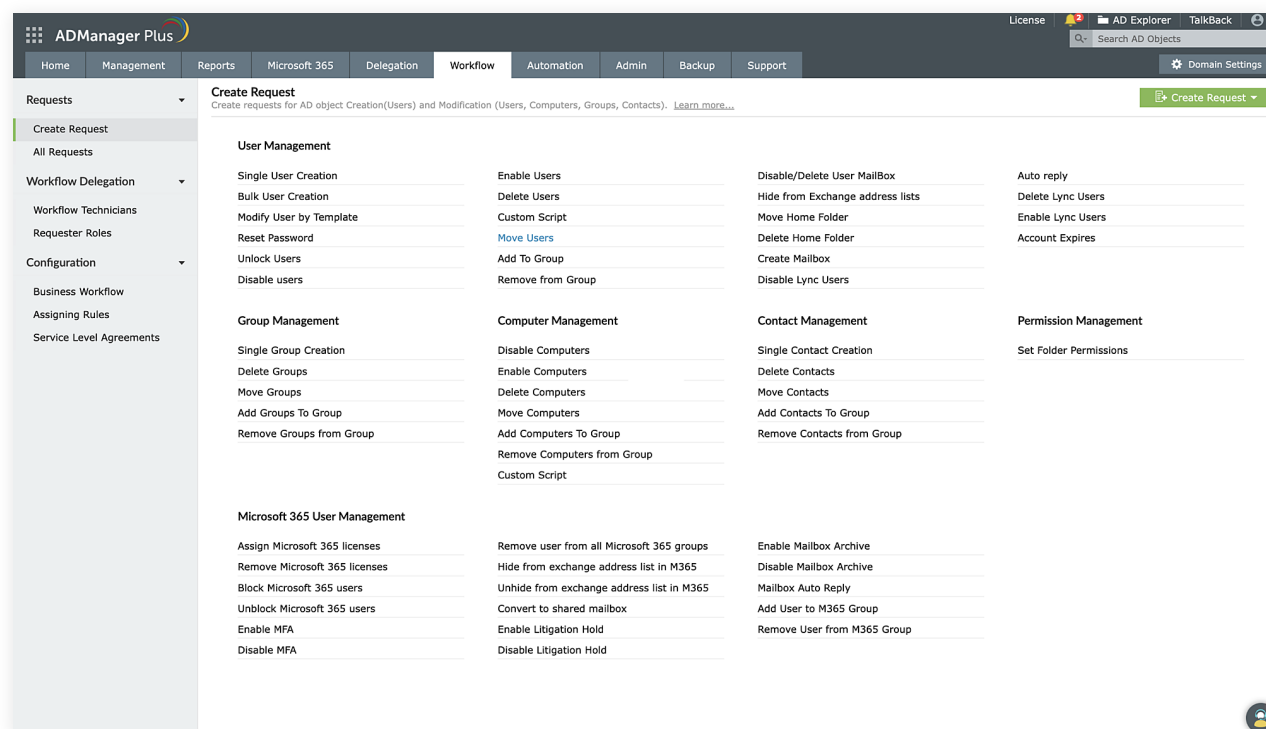 License
2
AD Explorer
TalkBack
ADManager Plus
Search AD Objects
Home
Management
Reports
Microsoft 365
Delegation
Workflow
Automation
Admin
Backup
Support
Domain Settings
Requests
Create Request
All Requests
Workflow Delegation
Workflow Technicians
Requester Roles
Configuration
Business Workflow
Assigning Rules
Service Level Agreements
Create Request
Create requests for AD object Creation(Users) and Modification (Users, Computers, Groups, Contacts). Learn more...
Create Request
User Management
Single User Creation
Bulk User Creation
Modify User by Template
Reset Password
Unlock Users
Disable users
Enable Users
Delete Users
Custom Script
Move Users
Add To Group
Remove from Group
Disable/Delete User MailBox
Hide from Exchange address lists
Move Home Folder
Delete Home Folder
Create Mailbox
Disable Lync Users
Auto reply
Delete Lync Users
Enable Lync Users
Account Expires
Group Management
Single Group Creation
Delete Groups
Move Groups
Add Groups To Group
Remove Groups from Group
Computer Management
Disable Computers
Enable Computers
Delete Computers
Move Computers
Add Computers To Group
Remove Computers from Group
Custom Script
Contact Management
Single Contact Creation
Delete Contacts
Move Contacts
Add Contacts To Group
Remove Contacts from Group
Permission Management
Set Folder Permissions
Microsoft 365 User Management
Assign Microsoft 365 licenses
Remove Microsoft 365 licenses
Block Microsoft 365 users
Unblock Microsoft 365 users
Enable MFA
Disable MFA
Remove user from all Microsoft 365 groups
Hide from exchange address list in M365
Unhide from exchange address list in M365
Convert to shared mailbox
Enable Litigation Hold
Disable Litigation Hold
Enable Mailbox Archive
Disable Mailbox Archive
Mailbox Auto Reply
Add User to M365 Group
Remove User from M365 Group